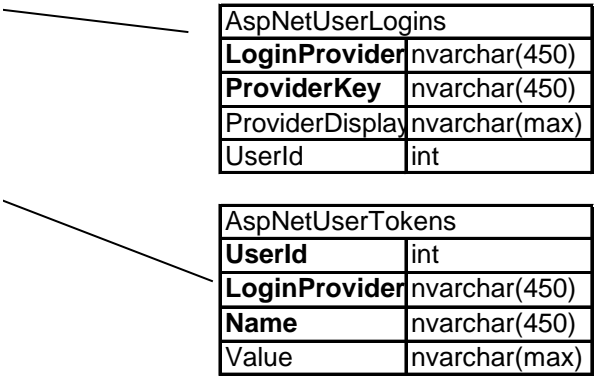 AspNetUserLogins
LoginProvider nvarchar(450)
ProviderKey nvarchar(450)
ProviderDisplay nvarchar(max)
UserId int
AspNetUserTokens
UserId int
LoginProvider nvarchar(450)
Name nvarchar(450)
Value nvarchar(max)